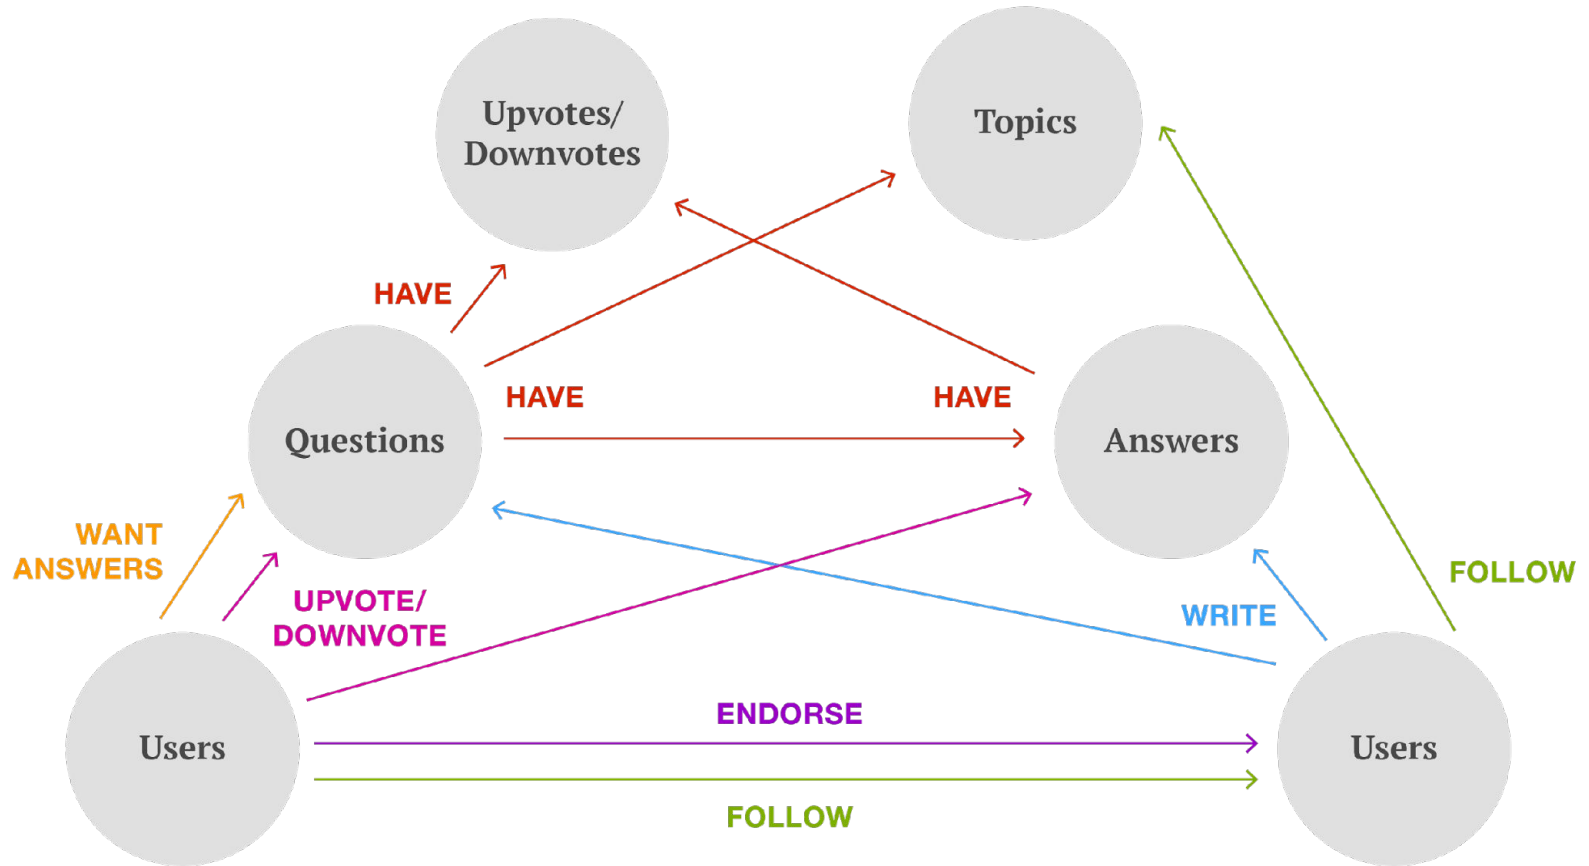 Upvotes/
Downvotes
Topics
HAVE
HAVE
HAVE
Questions
Answers
WANT
ANSWERS
UPVOTE/
DOWNVOTE
WRITE
FOLLOW
ENDORSE
Users
Users
FOLLOW